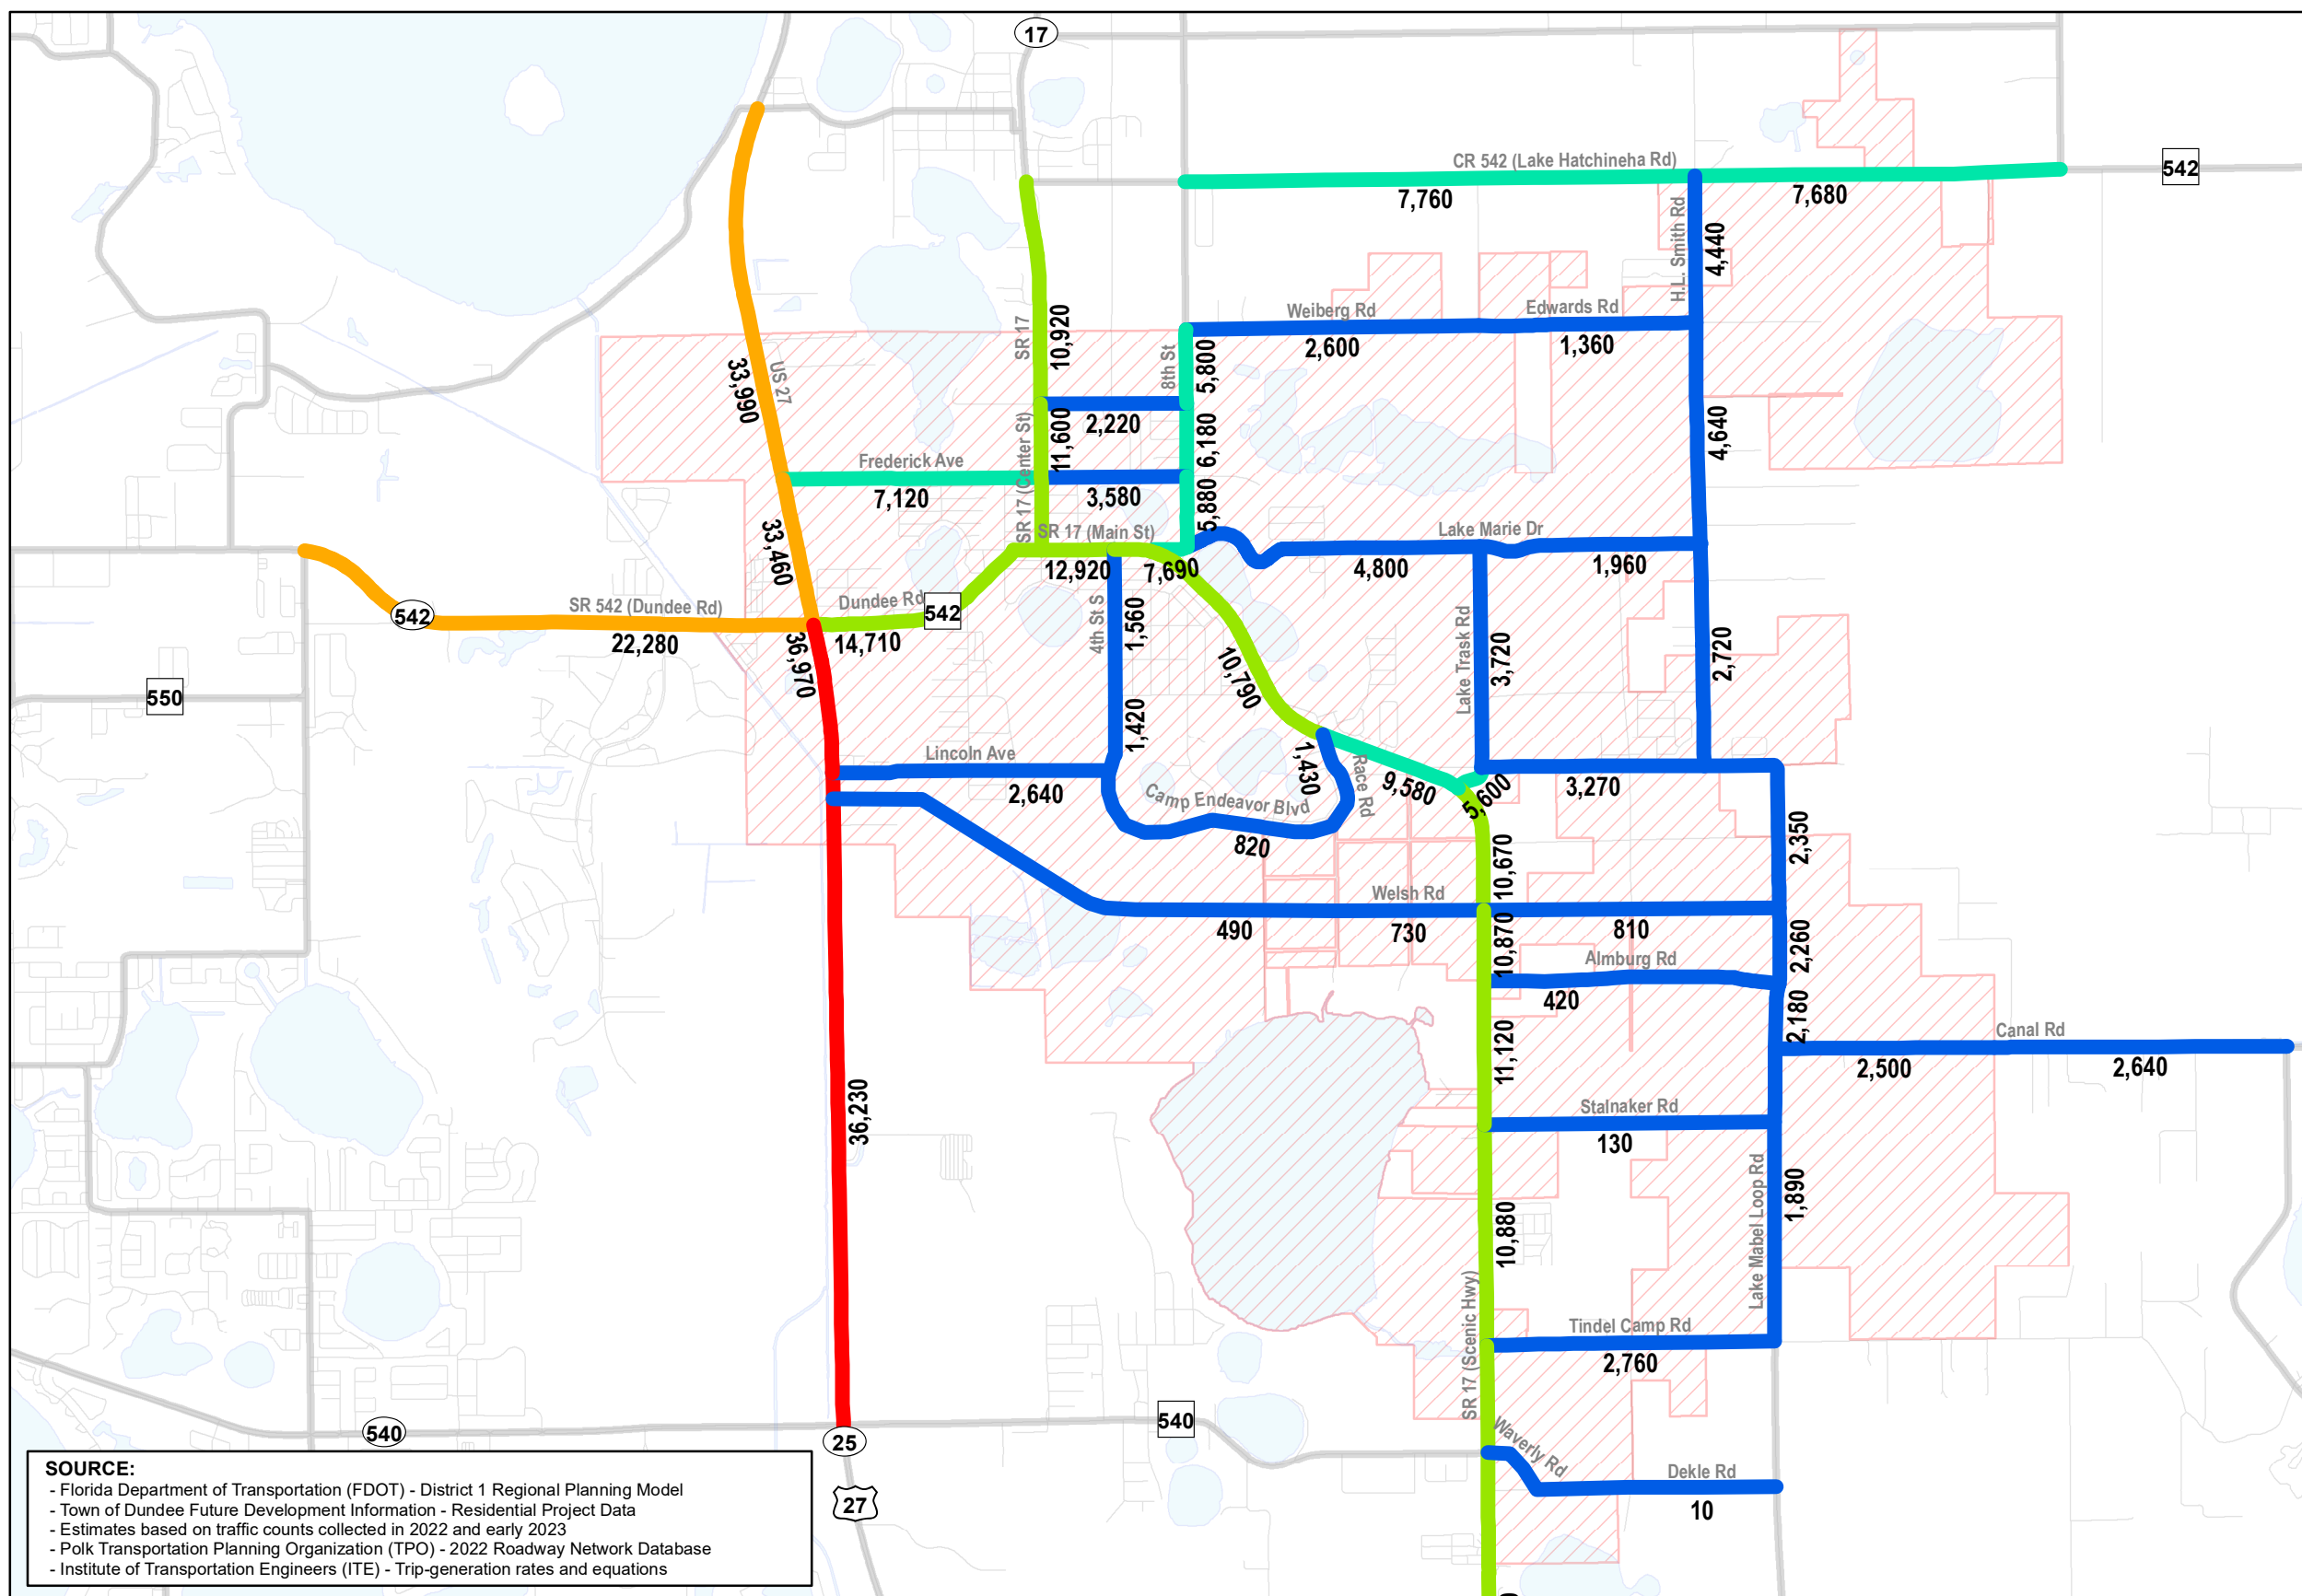 17
CR 542 (Lake Hatchineha Rd)
542
7,760
7,680
H.L. Smith Rd
4,440
Weiberg Rd
Edwards Rd
2,600
1,360
SR 17
10,920
8th St
5,800
US 27
33,990
2,220
11,600
SR 17 (Center St)
6,180
4,640
Frederick Ave
7,120
3,580
5,880
SR 17 (Main St)
Lake Marie Dr
33,460
12,920
7,690
4,800
1,960
SR 542 (Dundee Rd)
542
Dundee Rd
542
22,280
14,710
36,970
4th St S
1,560
10,790
Lake Trask Rd
3,720
2,720
550
1,420
Lincoln Ave
2,640
1,430
Race Rd
9,580
5,600
3,270
Camp Endeavor Blvd
820
2,350
10,670
Welsh Rd
490
730
810
10,870
2,260
Almburg Rd
420
2,180
Canal Rd
2,500
2,640
11,120
36,230
Stalnaker Rd
130
1,890
Lake Mabel Loop Rd
10,880
SR 17 (Scenic Hwy)
Tindel Camp Rd
2,760
540
25
540
27
Waverly Rd
Dekle Rd
10
SOURCE:
- Florida Department of Transportation (FDOT) - District 1 Regional Planning Model
- Town of Dundee Future Development Information - Residential Project Data
- Estimates based on traffic counts collected in 2022 and early 2023
- Polk Transportation Planning Organization (TPO) - 2022 Roadway Network Database
- Institute of Transportation Engineers (ITE) - Trip-generation rates and equations